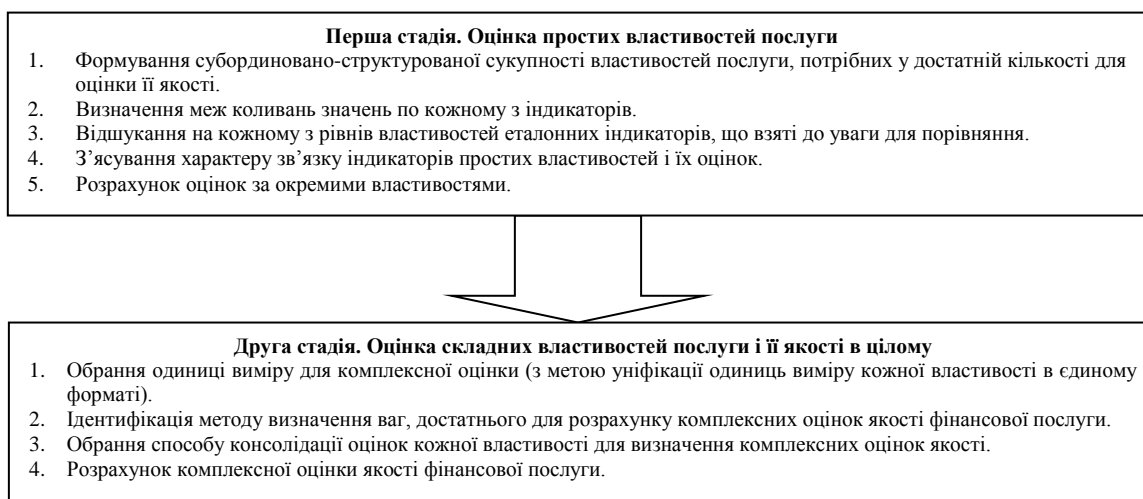 Перша стадія. Оцінка простих властивостей послуги
1. Формування субординовано-структурованої сукупності властивостей послуги, потрібних у достатній кількості для
оцінки її якості.
2. Визначення меж коливань значень по кожному з індикаторів.
3. Відшукання на кожному з рівнів властивостей еталонних індикаторів, що взяті до уваги для порівняння.
4. З’ясування характеру зв’язку індикаторів простих властивостей і їх оцінок.
5. Розрахунок оцінок за окремими властивостями.
Друга стадія. Оцінка складних властивостей послуги і її якості в цілому
1. Обрання одиниці виміру для комплексної оцінки (з метою уніфікації одиниць виміру кожної властивості в єдиному
форматі).
2. Ідентифікація методу визначення ваг, достатнього для розрахунку комплексних оцінок якості фінансової послуги.
3. Обрання способу консолідації оцінок кожної властивості для визначення комплексних оцінок якості.
4. Розрахунок комплексної оцінки якості фінансової послуги.